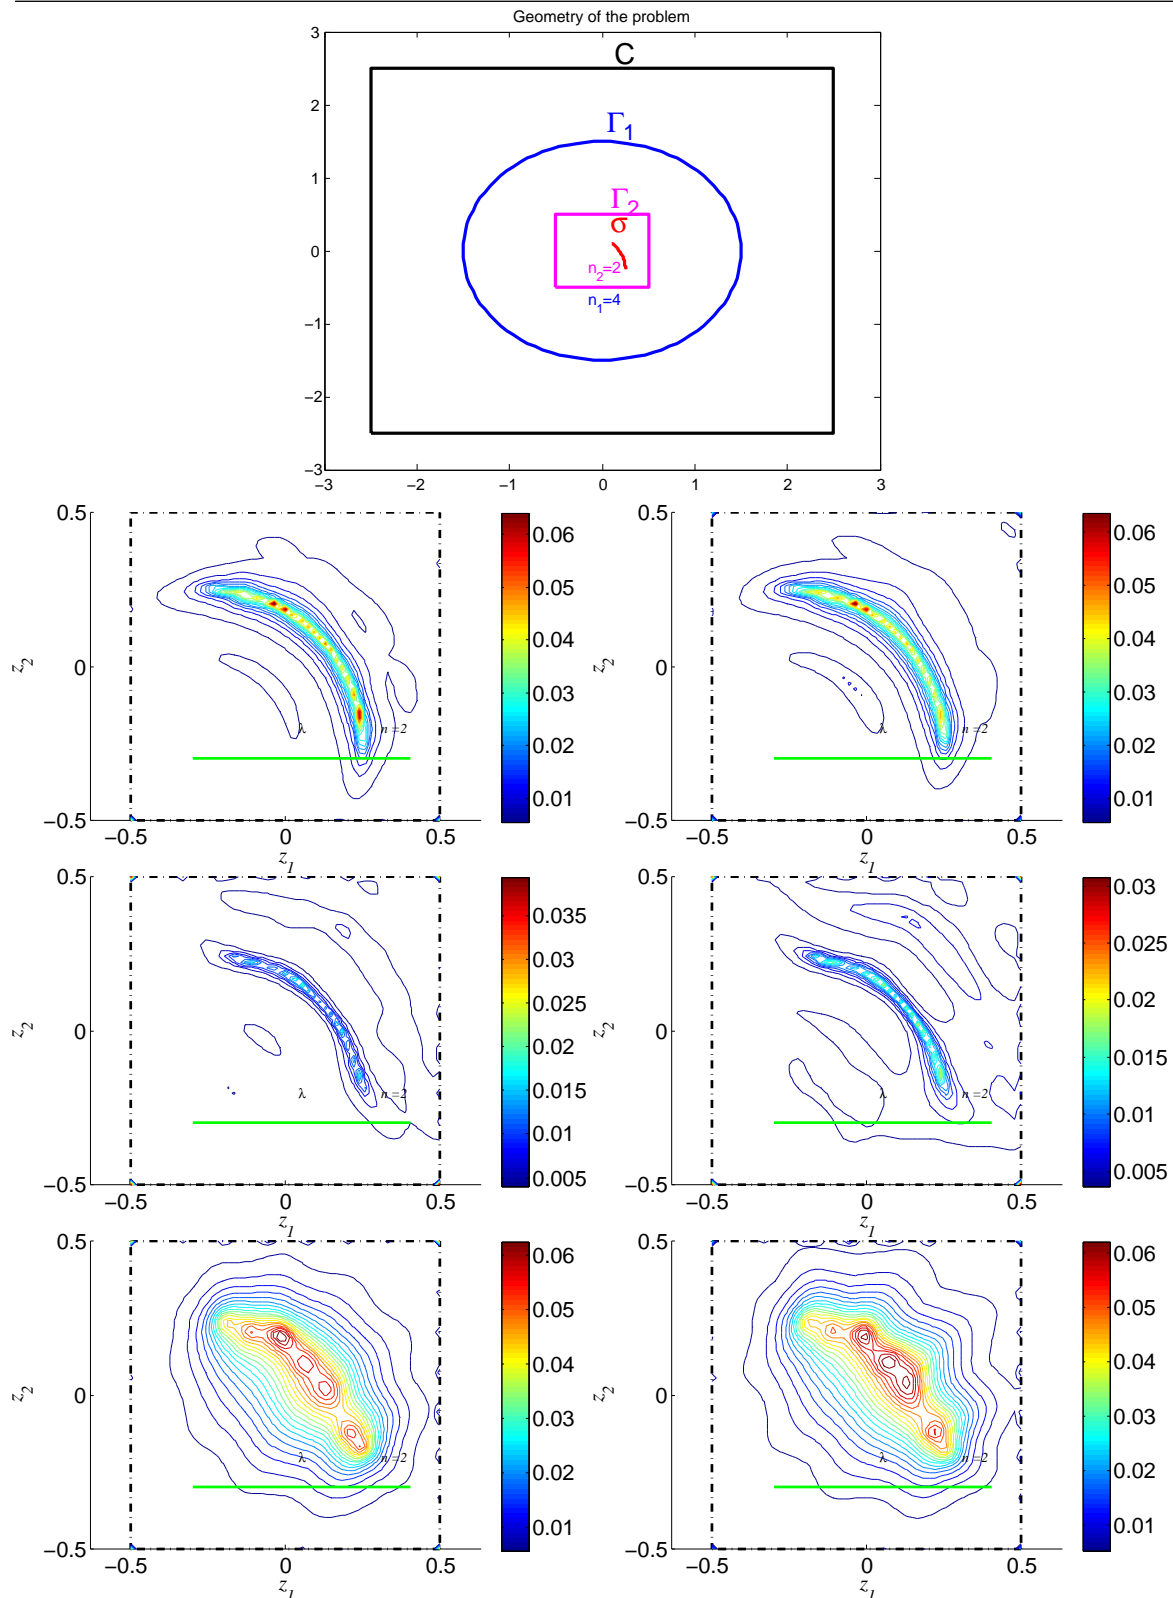 Geometry of the problem
3
2
1
0
−1
−2
−3
C
Γ1
Γ2
σ
n2=2
n1=4
−3 −2 −1 0 1 2 3
0.5
0
−0.5
z2
λ n=2
−0.5 0 0.5
z1
0.06
0.05
0.04
0.03
0.02
0.01
0.5
0
−0.5
z2
λ n=2
−0.5 0 0.5
z1
0.06
0.05
0.04
0.03
0.02
0.01
0.5
0
−0.5
z2
λ n=2
−0.5 0 0.5
z1
0.035
0.03
0.025
0.02
0.015
0.01
0.005
0.5
0
−0.5
z2
λ n=2
−0.5 0 0.5
z1
0.03
0.025
0.02
0.015
0.01
0.005
0.5
0
−0.5
z2
λ n=2
−0.5 0 0.5
z1
0.06
0.05
0.04
0.03
0.02
0.01
0.5
0
−0.5
z2
λ n=2
−0.5 0 0.5
z1
0.06
0.05
0.04
0.03
0.02
0.01